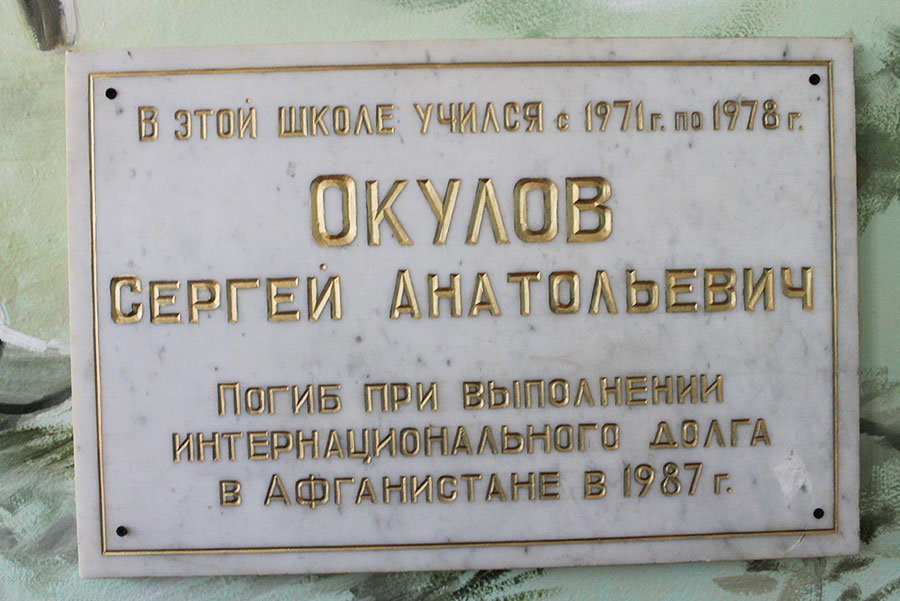 В ЭТОЙ ШКОЛЕ УЧИЛСЯ с 1971 г. по 1978 г.
ОКУЛОВ
СЕРГЕЙ АНАТОЛЬЕВИЧ
ПОГИБ ПРИ ВЫПОЛНЕНИИ
ИНТЕРНАЦИОНАЛЬНОГО ДОЛГА
В АФГАНИСТАНЕ В 1987 г.